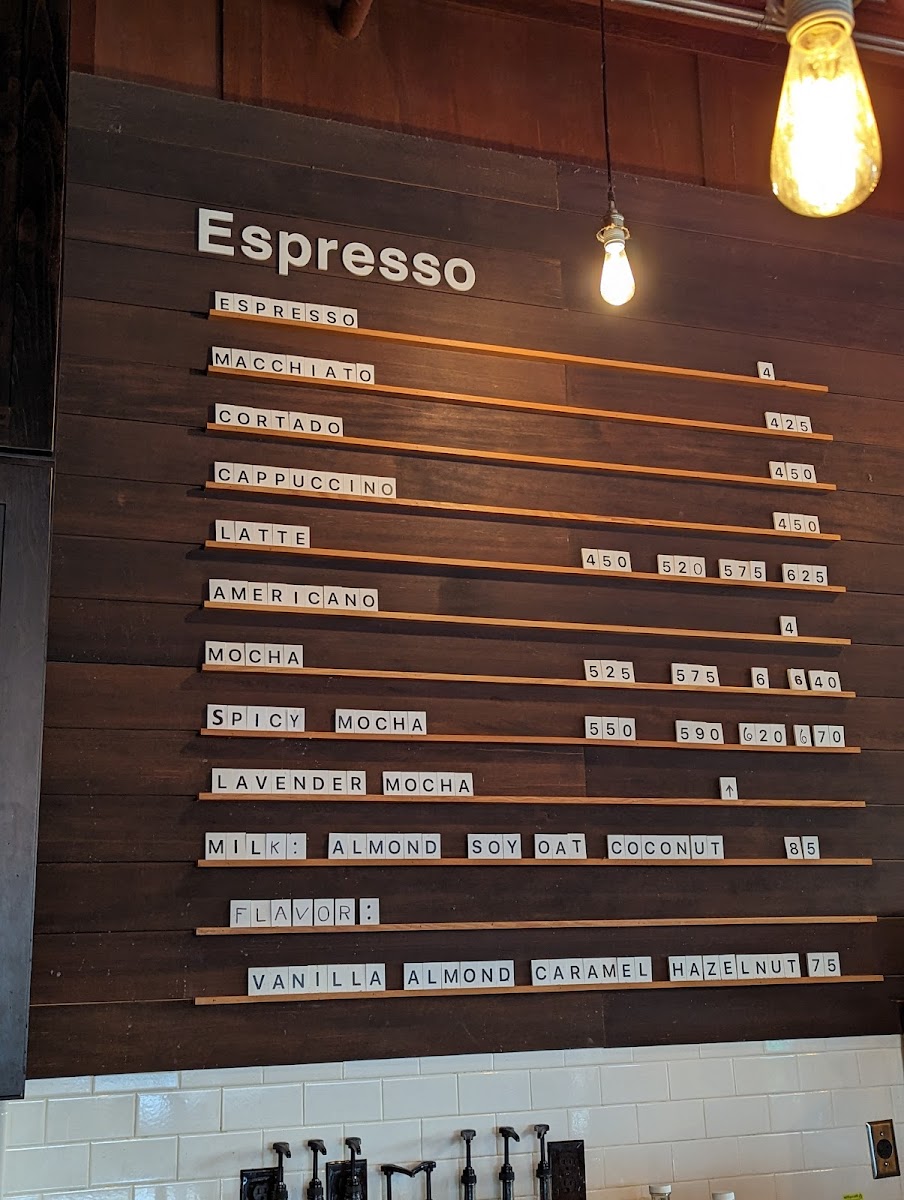 Espresso
ESPRESSO 4
MACCHIATO 425
CORTADO 450
CAPPUCCINO 450
LATTE 450 520 575 625
AMERICANO 4
MOCHA 525 575 6 640
SPICY MOCHA 550 590 620 670
LAVENDER MOCHA ↑
MILK: ALMOND SOY OAT COCONUT 85
FLAVOR:
VANILLA ALMOND CARAMEL HAZELNUT 75